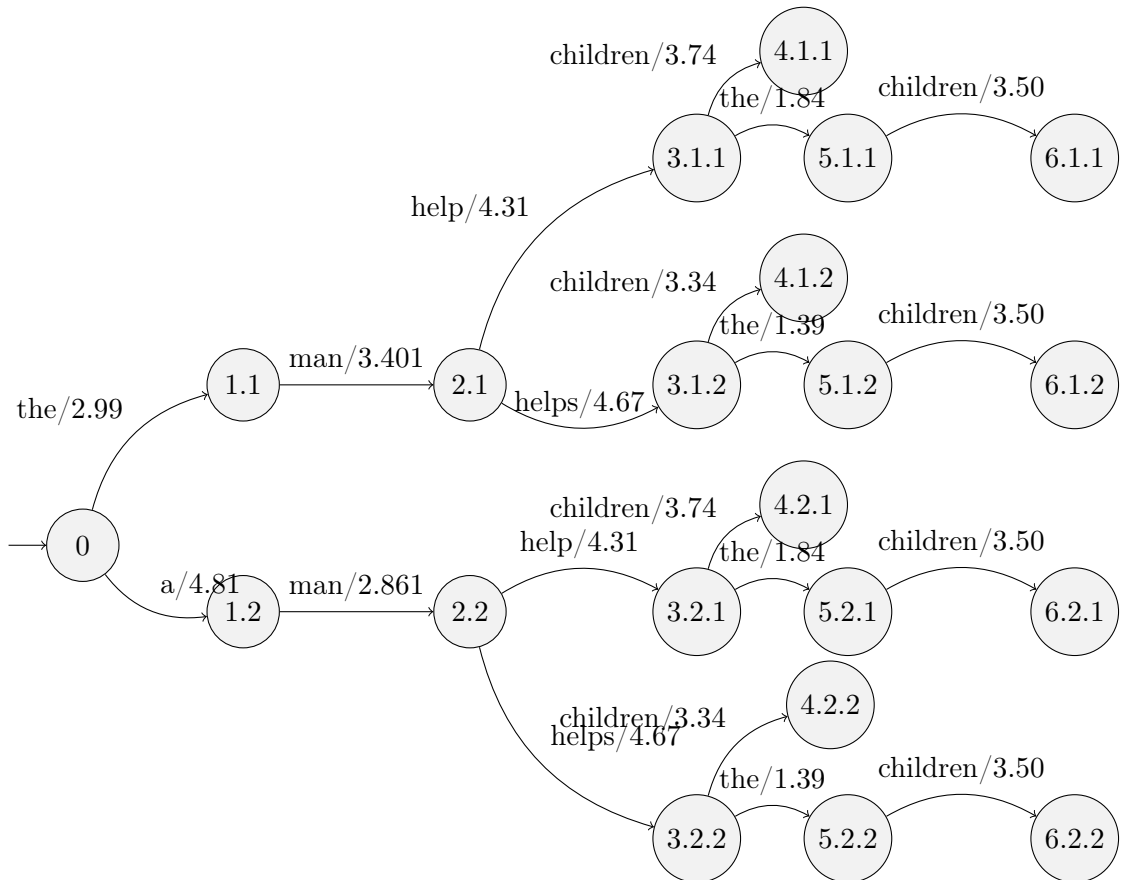 4.1.1
children/3.74
children/3.50
the/1.84
3.1.1
5.1.1
6.1.1
help/4.31
4.1.2
children/3.34
children/3.50
the/1.39
man/3.401
1.1
2.1
3.1.2
5.1.2
6.1.2
helps/4.67
the/2.99
4.2.1
children/3.74
help/4.31
children/3.50
0
the/1.84
a/4.81
man/2.861
1.2
2.2
3.2.1
5.2.1
6.2.1
4.2.2
children/3.34
helps/4.67
children/3.50
the/1.39
3.2.2
5.2.2
6.2.2